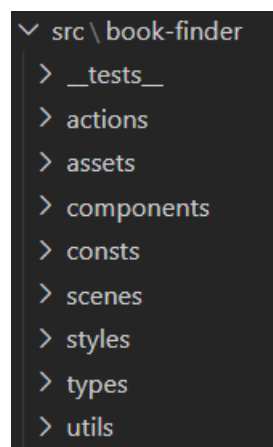 src \ book-finder
__tests__
actions
assets
components
consts
scenes
styles
types
utils